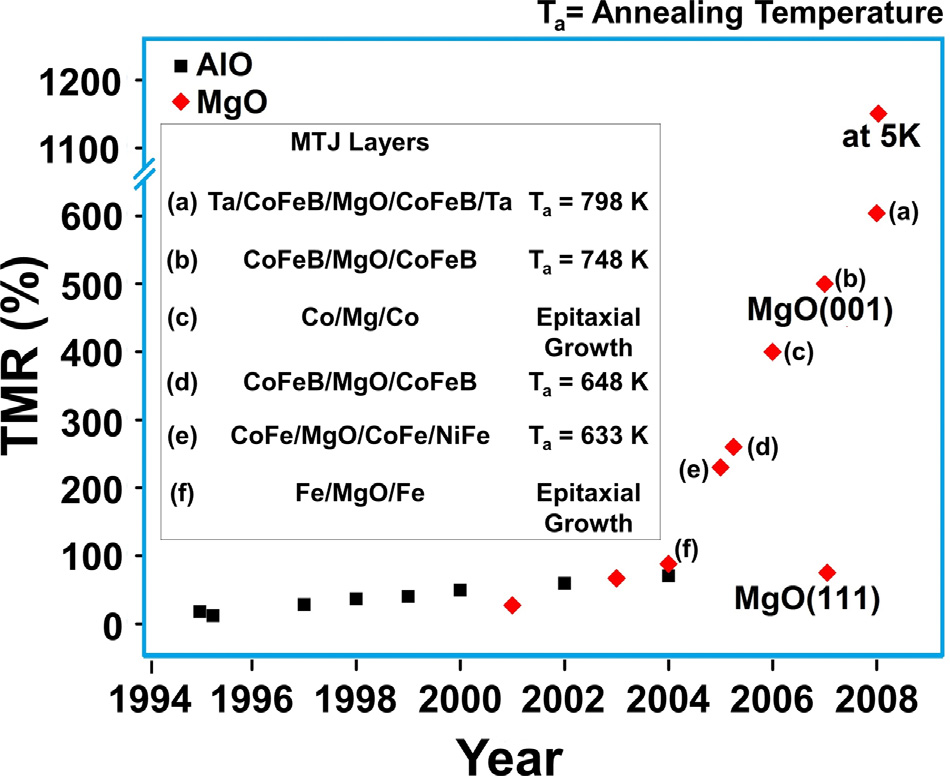 Ta= Annealing Temperature
AlO
MgO
MTJ Layers
(a) Ta/CoFeB/MgO/CoFeB/Ta Ta = 798 K
(b) CoFeB/MgO/CoFeB Ta = 748 K
(c) Co/Mg/Co Epitaxial
Growth
(d) CoFeB/MgO/CoFeB Ta = 648 K
(e) CoFe/MgO/CoFe/NiFe Ta = 633 K
(f) Fe/MgO/Fe Epitaxial
Growth
at 5K
(a)
(b)
MgO(001)
(c)
(d)
(e)
(f)
MgO(111)
TMR (%)
1200
1100
600
500
400
300
200
100
0
1994 1996 1998 2000 2002 2004 2006 2008
Year